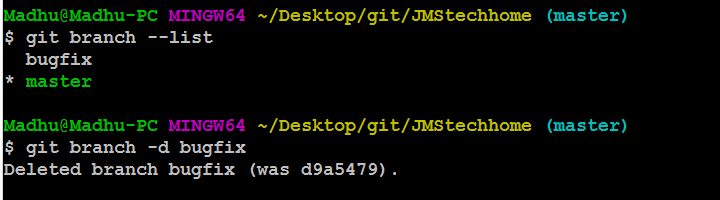 Madhu@Madhu-PC MINGW64 ~/Desktop/git/JMStechhome (master)
$ git branch --list
  bugfix
* master
Madhu@Madhu-PC MINGW64 ~/Desktop/git/JMStechhome (master)
$ git branch -d bugfix
Deleted branch bugfix (was d9a5479).